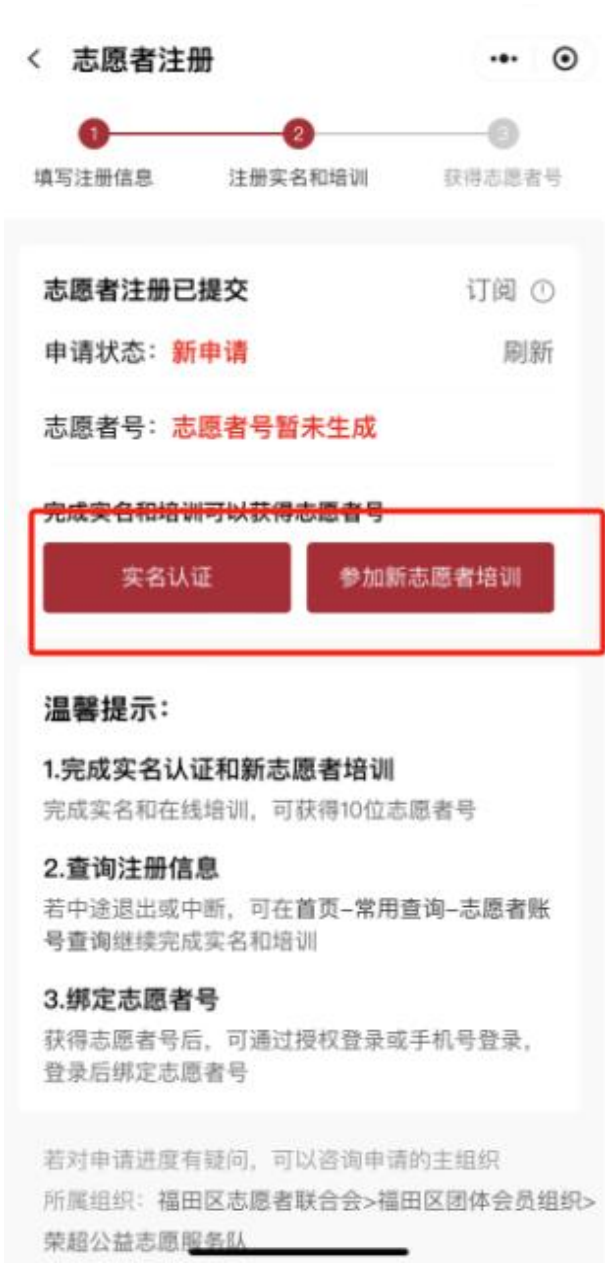 志愿者注册
1
2
3
填写注册信息 注册实名和培训 获得志愿者号
志愿者注册已提交 订阅
申请状态：新申请 刷新
志愿者号：志愿者号暂未生成
完成实名和培训可以获得志愿者号
实名认证 参加新志愿者培训
温馨提示：
1.完成实名认证和新志愿者培训
完成实名和在线培训，可获得10位志愿者号
2.查询注册信息
若中途退出或中断，可在首页-常用查询-志愿者账
号查询继续完成实名和培训
3.绑定志愿者号
获得志愿者号后，可通过授权登录或手机号登录，
登录后绑定志愿者号
若对申请进度有疑问，可以咨询申请的主组织
所属组织：福田区志愿者联合会>福田区团体会员组织>
荣超公益志愿服务队